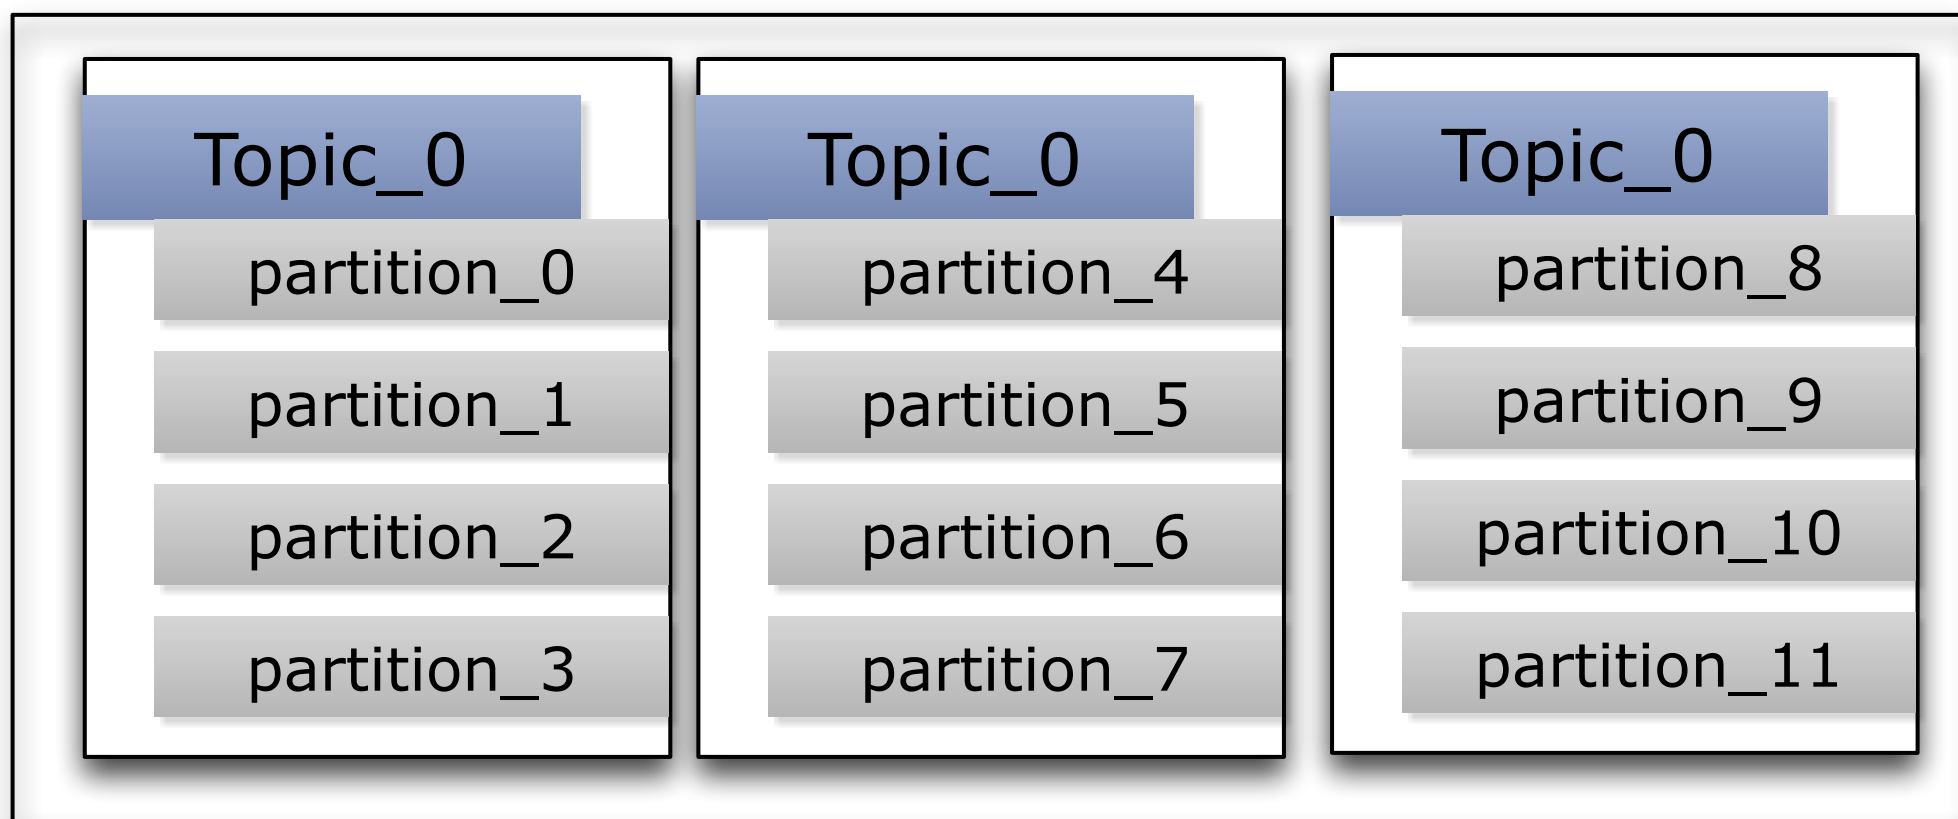 Topic_0
partition_0
partition_1
partition_2
partition_3
Topic_0
partition_4
partition_5
partition_6
partition_7
Topic_0
partition_8
partition_9
partition_10
partition_11